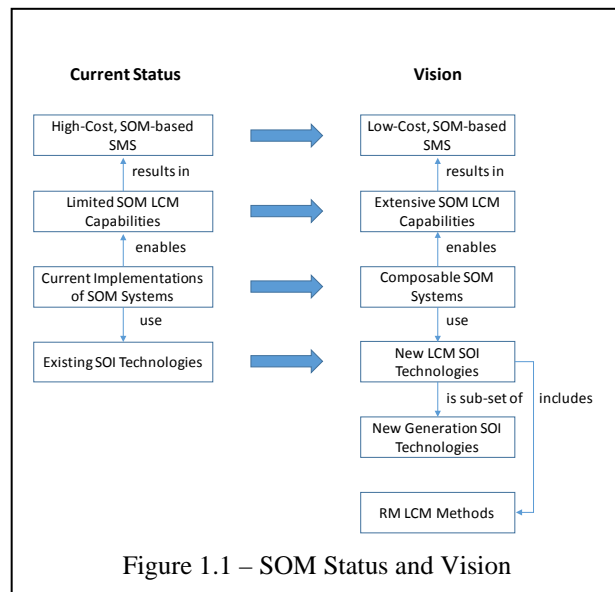 Current Status
Vision
High-Cost, SOM-based
SMS
Low-Cost, SOM-based
SMS
results in
results in
Limited SOM LCM
Capabilities
Extensive SOM LCM
Capabilities
enables
enables
Current Implementations
of SOM Systems
Composable SOM
Systems
use
use
Existing SOI Technologies
New LCM SOI
Technologies
is sub-set of
includes
New Generation SOI
Technologies
RM LCM Methods
Figure 1.1 – SOM Status and Vision